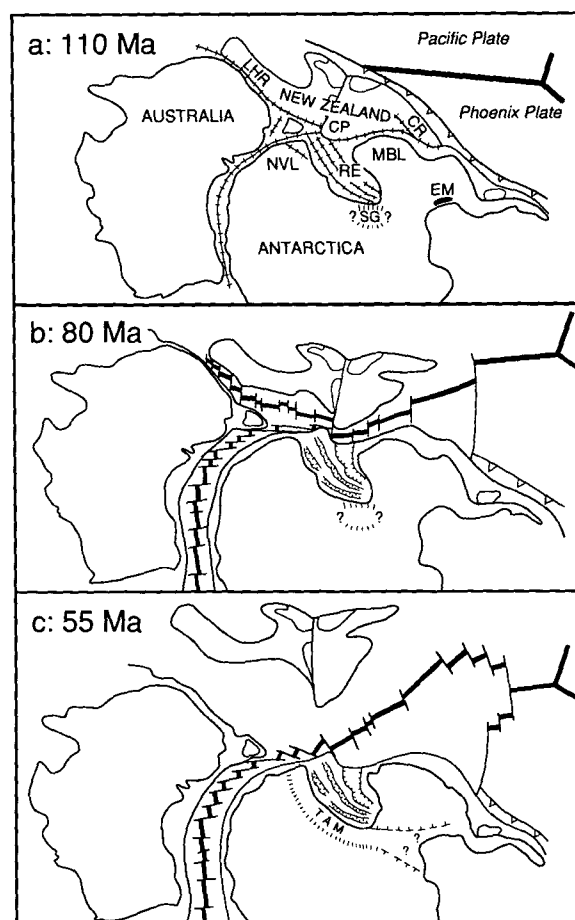 a: 110 Ma
Pacific Plate
Phoenix Plate
LHR
NEW ZEALAND
AUSTRALIA
CP
CR
NVL
RE
MBL
EM
? SG ?
ANTARCTICA
b: 80 Ma
? ?
c: 55 Ma
TAM
?
?